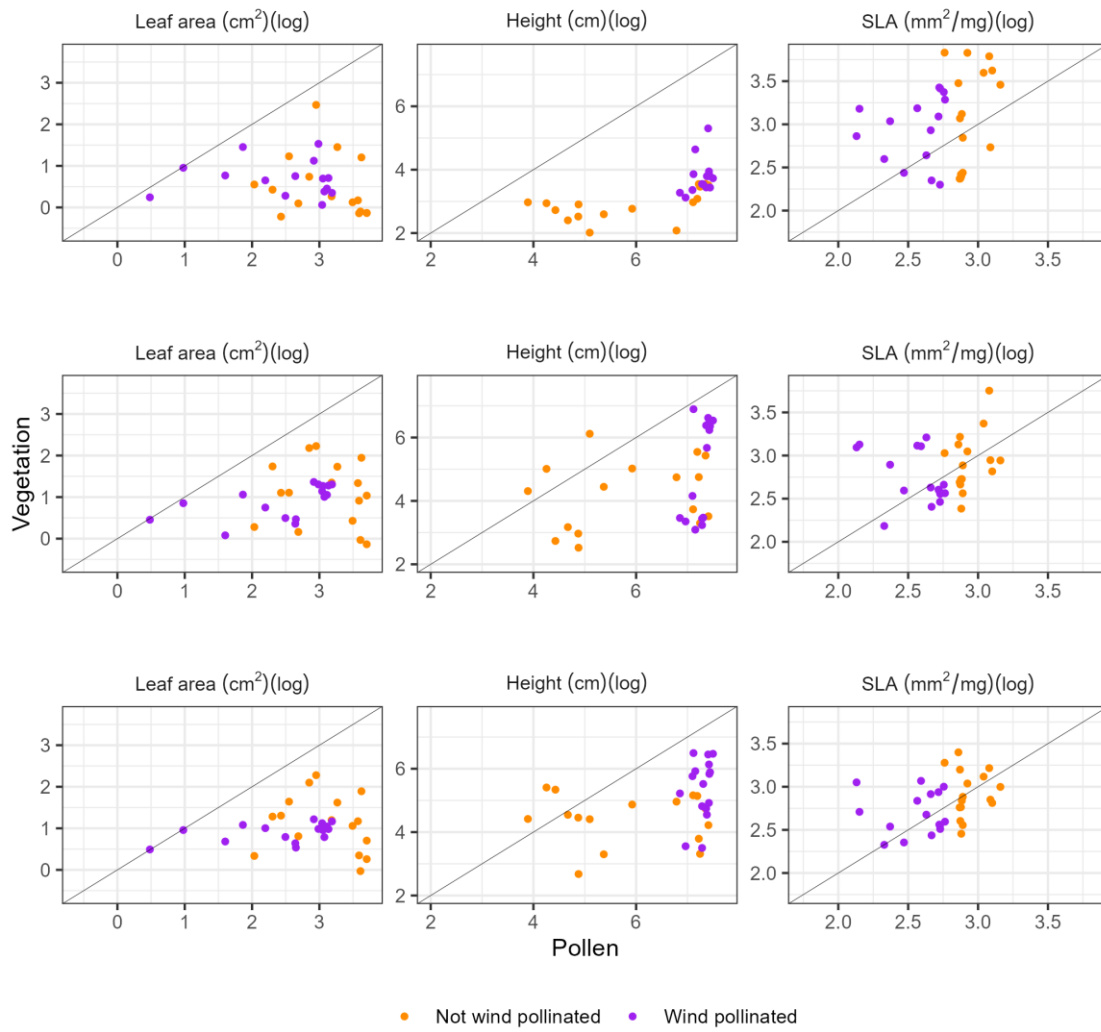 Leaf area (cm²)(log) Height (cm)(log) SLA (mm²/mg)(log)
3 2 1 0
6 4 2
3.5 3.0 2.5 2.0
0 1 2 3 2 4 6 2.0 2.5 3.0 3.5
Leaf area (cm²)(log) Height (cm)(log) SLA (mm²/mg)(log)
3 2 1 0
6 4 2
3.5 3.0 2.5 2.0
0 1 2 3 2 4 6 2.0 2.5 3.0 3.5
Vegetation
Leaf area (cm²)(log) Height (cm)(log) SLA (mm²/mg)(log)
3 2 1 0
6 4 2
3.5 3.0 2.5 2.0
0 1 2 3 2 4 6 2.0 2.5 3.0 3.5
Pollen
Not wind pollinated Wind pollinated